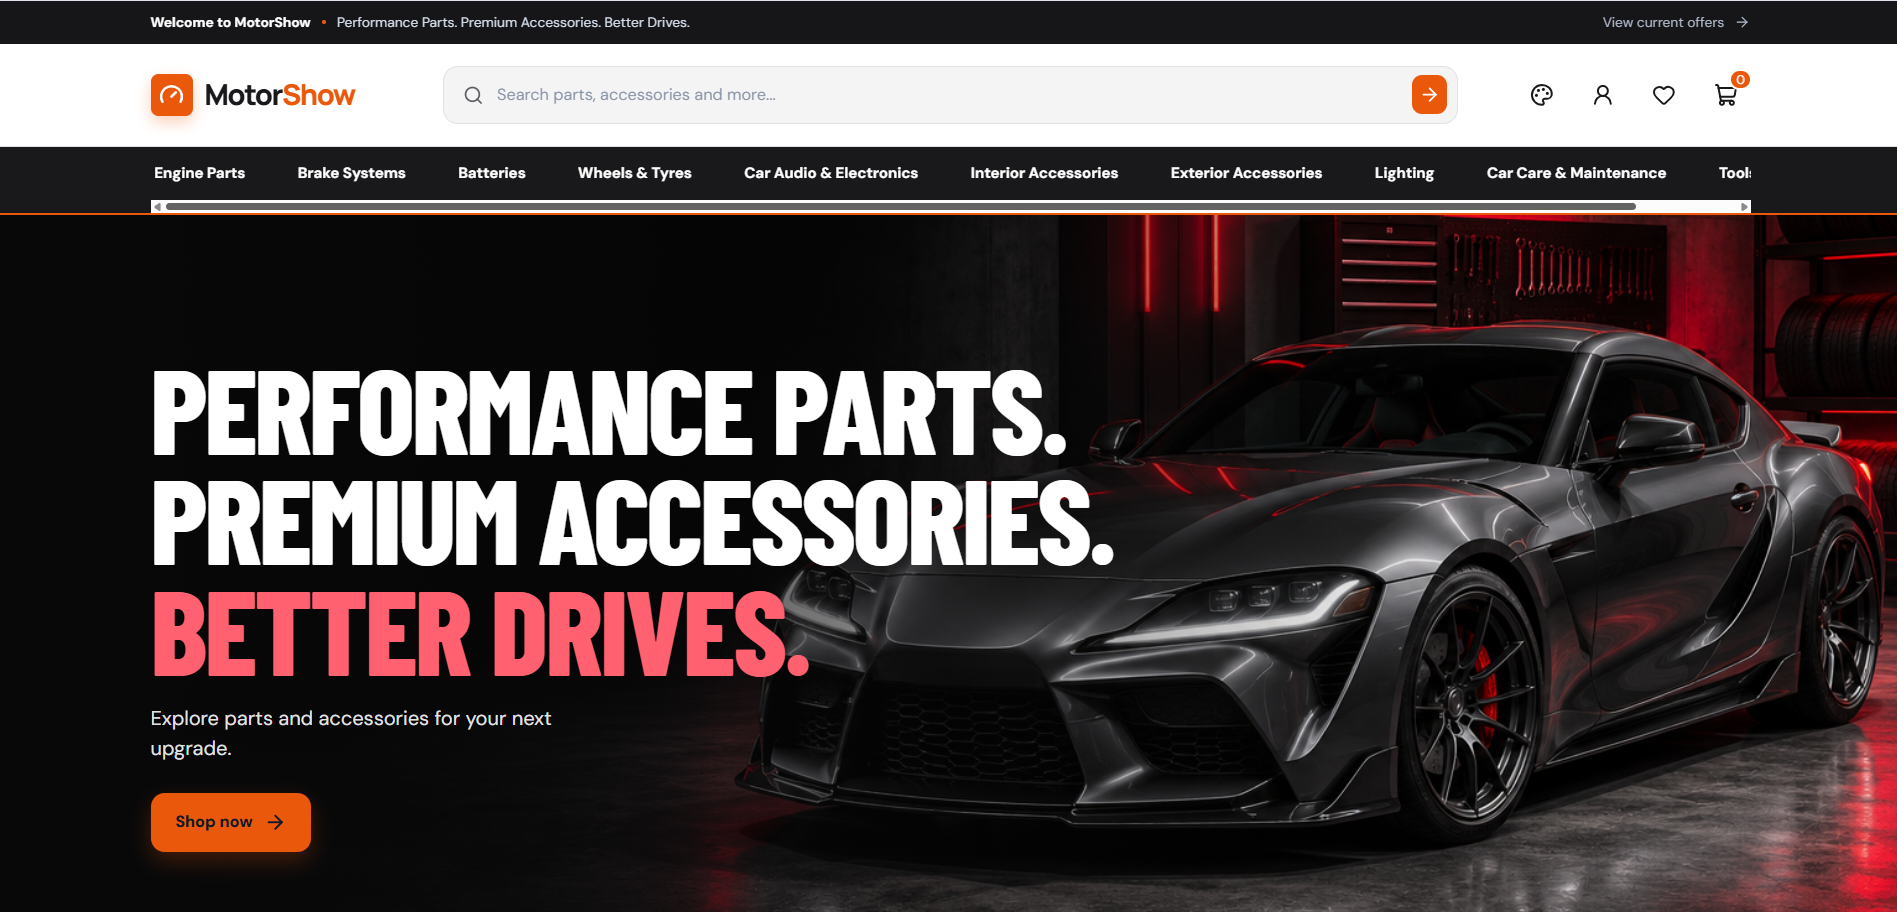 Welcome to MotorShow • Performance Parts. Premium Accessories. Better Drives.
View current offers
MotorShow
Search parts, accessories and more...
0
Engine Parts
Brake Systems
Batteries
Wheels & Tyres
Car Audio & Electronics
Interior Accessories
Exterior Accessories
Lighting
Car Care & Maintenance
Tools
PERFORMANCE PARTS.
PREMIUM ACCESSORIES.
BETTER DRIVES.
Explore parts and accessories for your next
upgrade.
Shop now